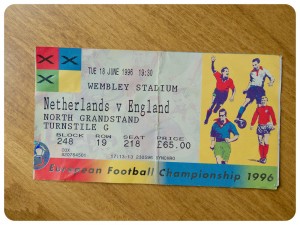 TUE 18 JUNE 1996 19:30
WEMBLEY STADIUM
Netherlands v England
NORTH GRANDSTAND
TURNSTILE G
BLOCK ROW SEAT PRICE
248 19 218 £65.00
European Football Championship 1996